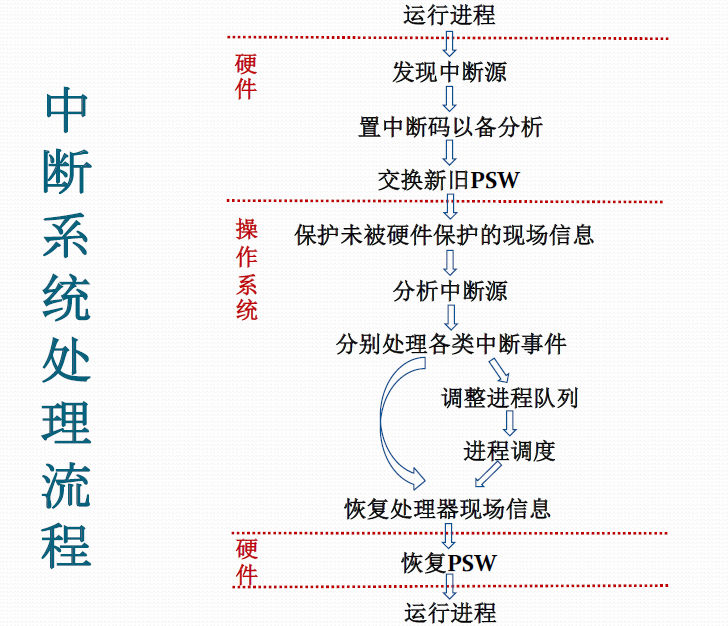 中断系统处理流程
运行进程
硬件
发现中断源
置中断码以备分析
交换新旧PSW
操作系统
保护未被硬件保护的现场信息
分析中断源
分别处理各类中断事件
调整进程队列
进程调度
恢复处理器现场信息
硬件
恢复PSW
运行进程